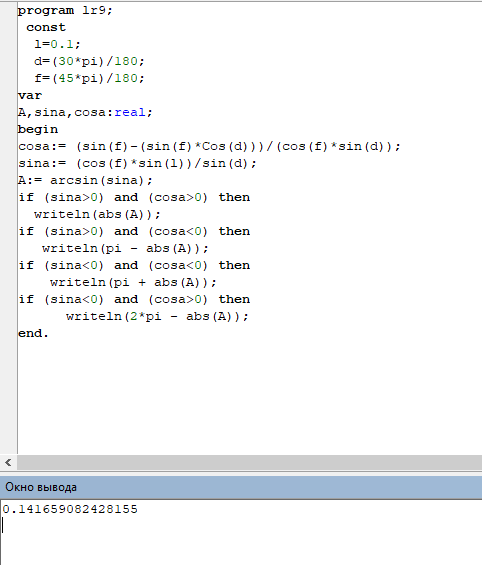 program lr9;
const
l=0.1;
d=(30*pi)/180;
f=(45*pi)/180;
var
A,sina,cosa:real;
begin
cosa:= (sin(f)-(sin(f)*Cos(d)))/(cos(f)*sin(d));
sina:= (cos(f)*sin(l))/sin(d);
A:= arcsin(sina);
if (sina>0) and (cosa>0) then
writeln(abs(A));
if (sina>0) and (cosa<0) then
writeln(pi - abs(A));
if (sina<0) and (cosa<0) then
writeln(pi + abs(A));
if (sina<0) and (cosa>0) then
writeln(2*pi - abs(A));
end.
Окно вывода
0.141659082428155